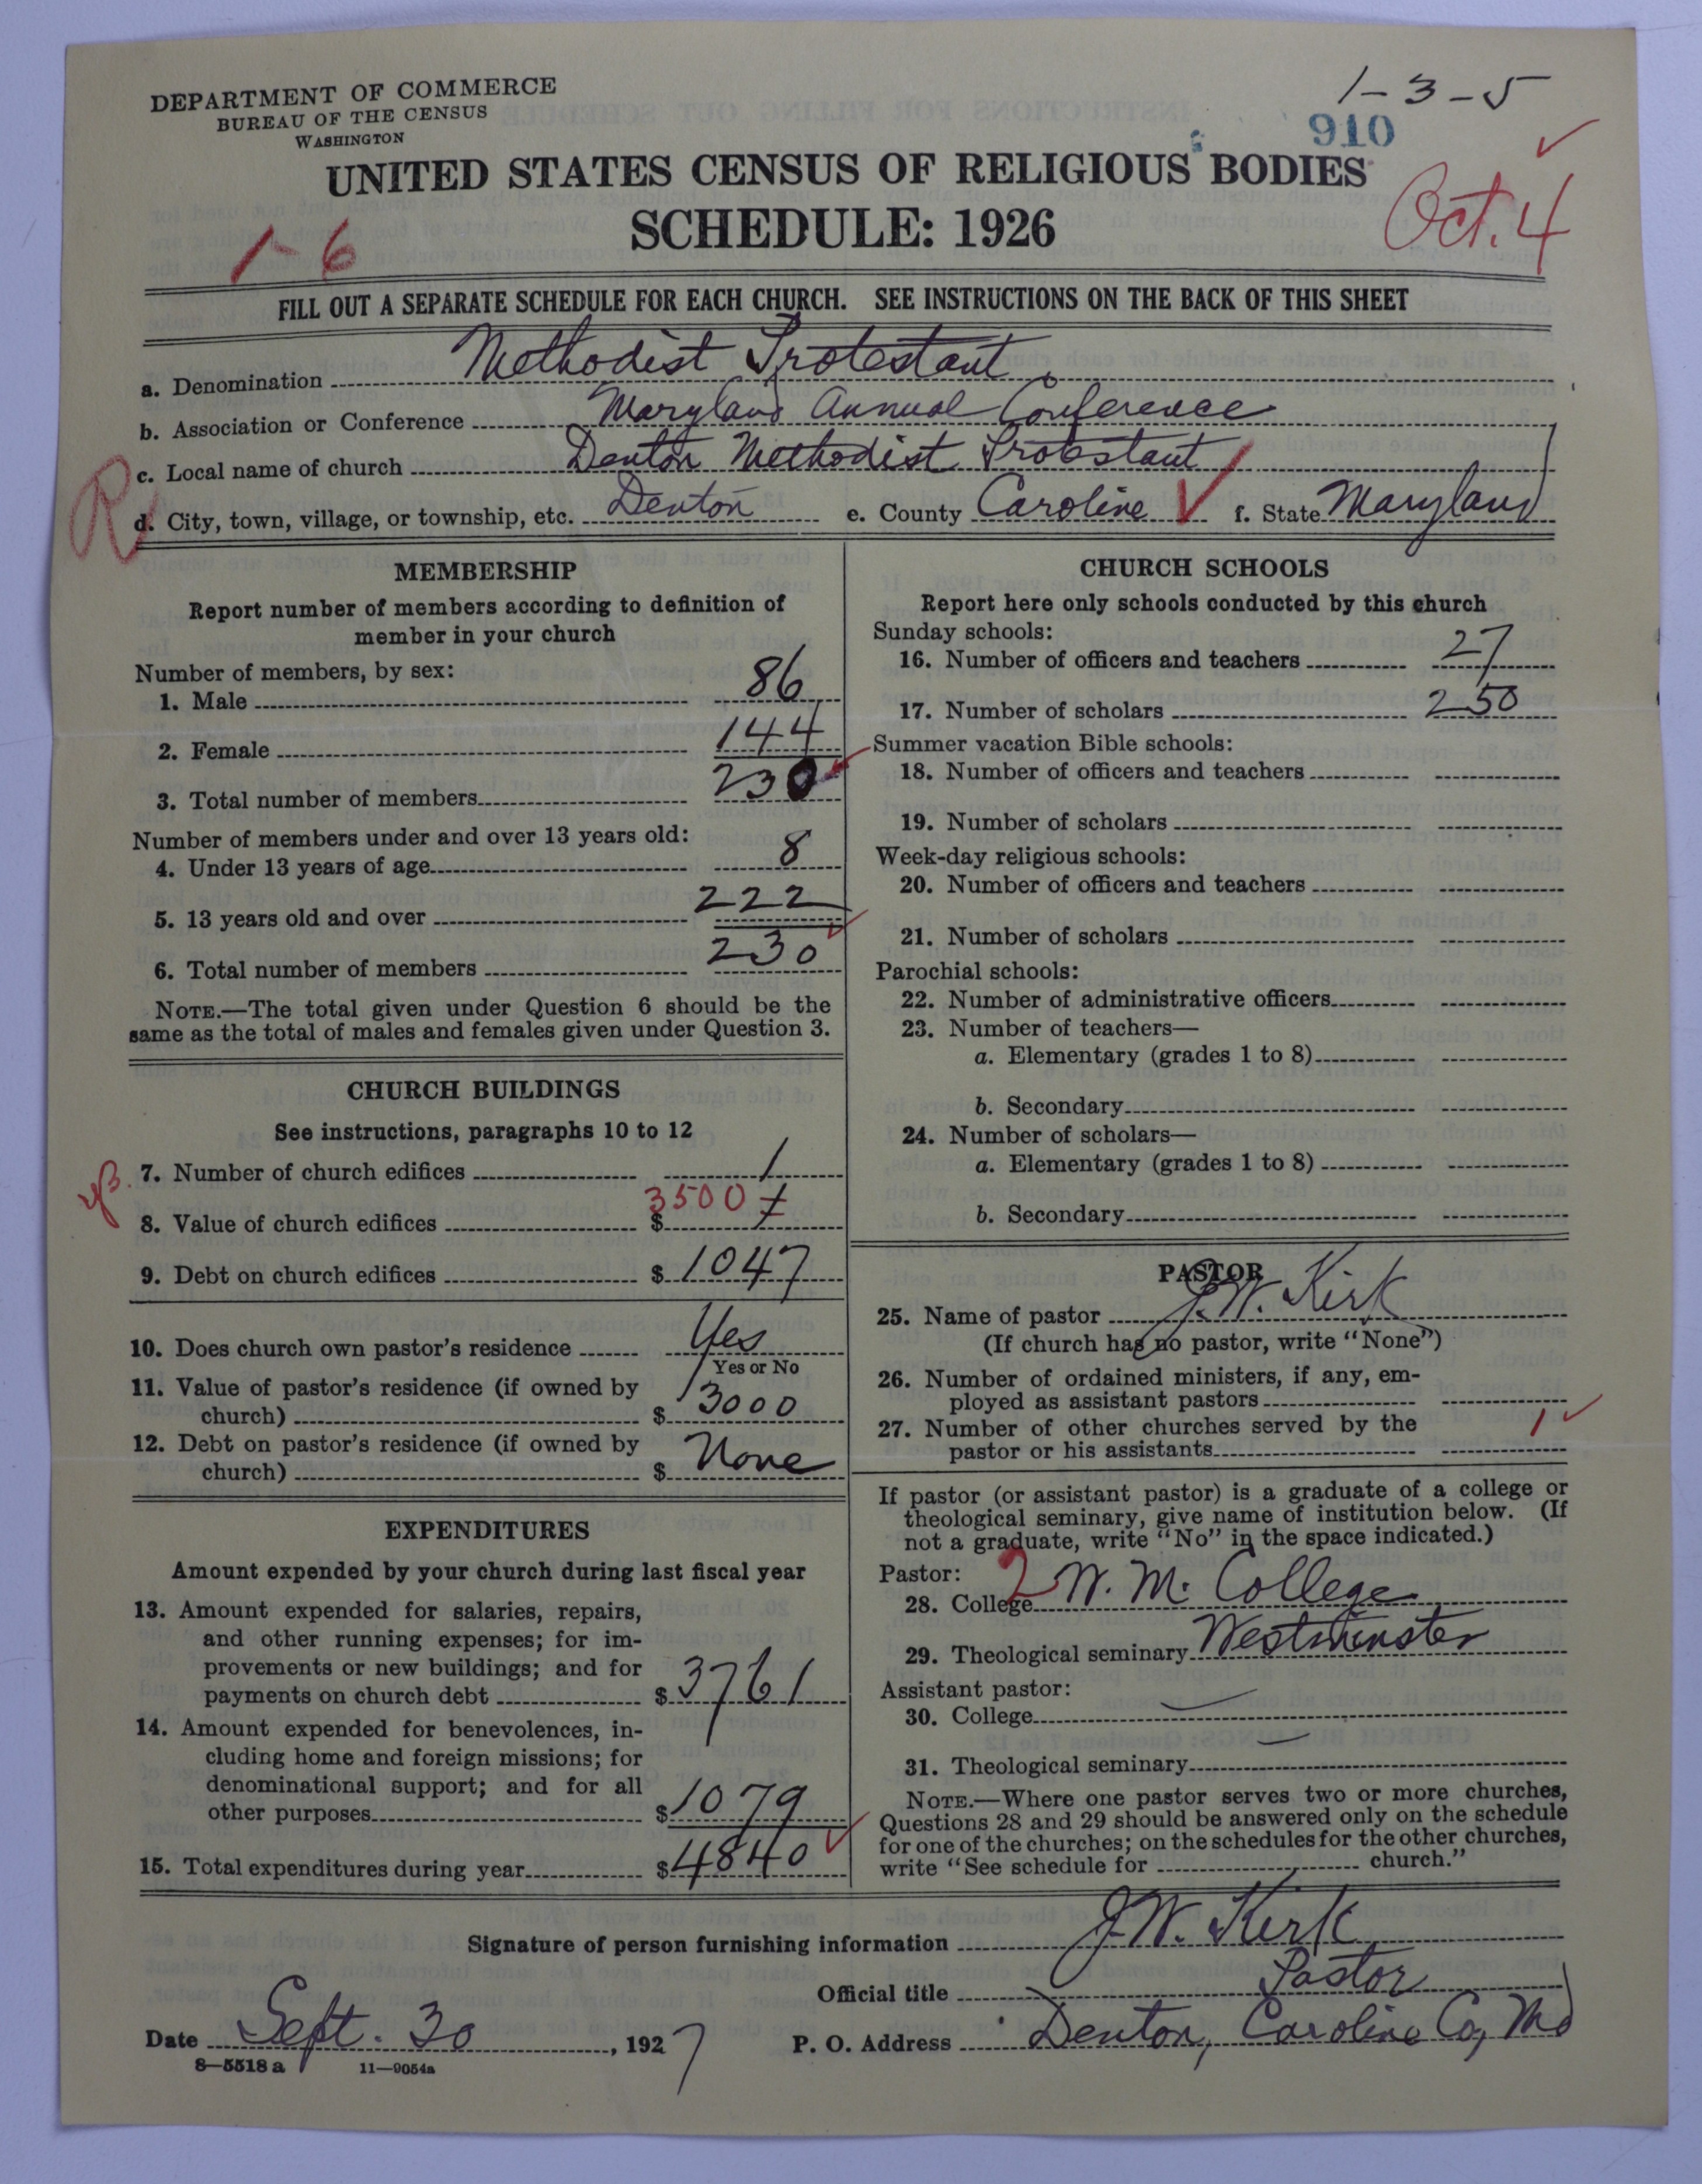 DEPARTMENT OF COMMERCE
BUREAU OF THE CENSUS
WASHINGTON
1-3-5
910
UNITED STATES CENSUS OF RELIGIOUS BODIES
SCHEDULE: 1926
1-6
Oct. 4
FILL OUT A SEPARATE SCHEDULE FOR EACH CHURCH. SEE INSTRUCTIONS ON THE BACK OF THIS SHEET
a. Denomination Methodist Protestant
b. Association or Conference Maryland Annual Conference
c. Local name of church Denton Methodist Protestant
R
d. City, town, village, or township, etc. Denton e. County Caroline f. State Maryland
MEMBERSHIP
Report number of members according to definition of
member in your church
Number of members, by sex:
1. Male 86
2. Female 144
3. Total number of members 230
Number of members under and over 13 years old:
4. Under 13 years of age 8
5. 13 years old and over 222
6. Total number of members 230
NOTE.—The total given under Question 6 should be the
same as the total of males and females given under Question 3.
CHURCH BUILDINGS
See instructions, paragraphs 10 to 12
7. Number of church edifices 1
8. Value of church edifices $ 3500
9. Debt on church edifices $ 1047
10. Does church own pastor's residence Yes
Yes or No
11. Value of pastor's residence (if owned by
church) $ 3000
12. Debt on pastor's residence (if owned by
church) $ None
EXPENDITURES
Amount expended by your church during last fiscal year
13. Amount expended for salaries, repairs,
and other running expenses; for im-
provements or new buildings; and for
payments on church debt $ 3761
14. Amount expended for benevolences, in-
cluding home and foreign missions; for
denominational support; and for all
other purposes $ 1079
15. Total expenditures during year $ 4840
CHURCH SCHOOLS
Report here only schools conducted by this church
Sunday schools:
16. Number of officers and teachers 27
17. Number of scholars 250
Summer vacation Bible schools:
18. Number of officers and teachers
19. Number of scholars
Week-day religious schools:
20. Number of officers and teachers
21. Number of scholars
Parochial schools:
22. Number of administrative officers
23. Number of teachers—
a. Elementary (grades 1 to 8)
b. Secondary
24. Number of scholars—
a. Elementary (grades 1 to 8)
b. Secondary
PASTOR
25. Name of pastor J. W. Kirk
(If church has no pastor, write "None")
26. Number of ordained ministers, if any, em-
ployed as assistant pastors
27. Number of other churches served by the
pastor or his assistants 1
If pastor (or assistant pastor) is a graduate of a college or
theological seminary, give name of institution below. (If
not a graduate, write "No" in the space indicated.)
Pastor: 2
28. College W. M. College
29. Theological seminary Westminster
Assistant pastor:
30. College
31. Theological seminary
NOTE.—Where one pastor serves two or more churches,
Questions 28 and 29 should be answered only on the schedule
for one of the churches; on the schedules for the other churches,
write "See schedule for church."
Signature of person furnishing information J. W. Kirk
Official title Pastor
Date Sept. 30, 1927 P. O. Address Denton, Caroline Co, Md
8—5518 a 11—9054a